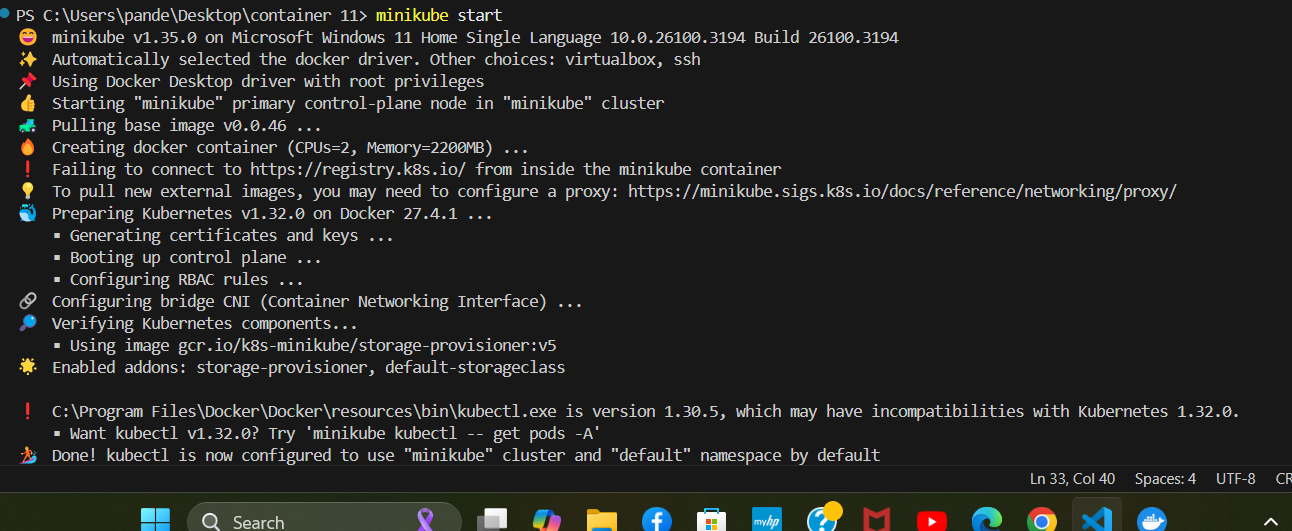 PS C:\Users\pande\Desktop\container 11> minikube start
minikube v1.35.0 on Microsoft Windows 11 Home Single Language 10.0.26100.3194 Build 26100.3194
Automatically selected the docker driver. Other choices: virtualbox, ssh
Using Docker Desktop driver with root privileges
Starting "minikube" primary control-plane node in "minikube" cluster
Pulling base image v0.0.46 ...
Creating docker container (CPUs=2, Memory=2200MB) ...
Failing to connect to https://registry.k8s.io/ from inside the minikube container
To pull new external images, you may need to configure a proxy: https://minikube.sigs.k8s.io/docs/reference/networking/proxy/
Preparing Kubernetes v1.32.0 on Docker 27.4.1 ...
▪ Generating certificates and keys ...
▪ Booting up control plane ...
▪ Configuring RBAC rules ...
Configuring bridge CNI (Container Networking Interface) ...
Verifying Kubernetes components...
▪ Using image gcr.io/k8s-minikube/storage-provisioner:v5
Enabled addons: storage-provisioner, default-storageclass
C:\Program Files\Docker\Docker\resources\bin\kubectl.exe is version 1.30.5, which may have incompatibilities with Kubernetes 1.32.0.
▪ Want kubectl v1.32.0? Try 'minikube kubectl -- get pods -A'
Done! kubectl is now configured to use "minikube" cluster and "default" namespace by default
Ln 33, Col 40 Spaces: 4 UTF-8 CR
Search
myhp